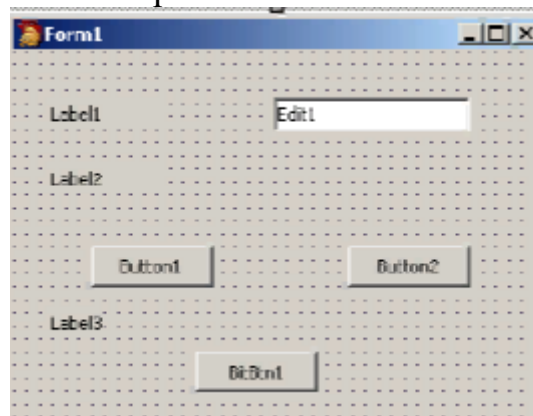 Form1
Label1 Edit1
Label2
Button1 Button2
Label3
BitBtn1